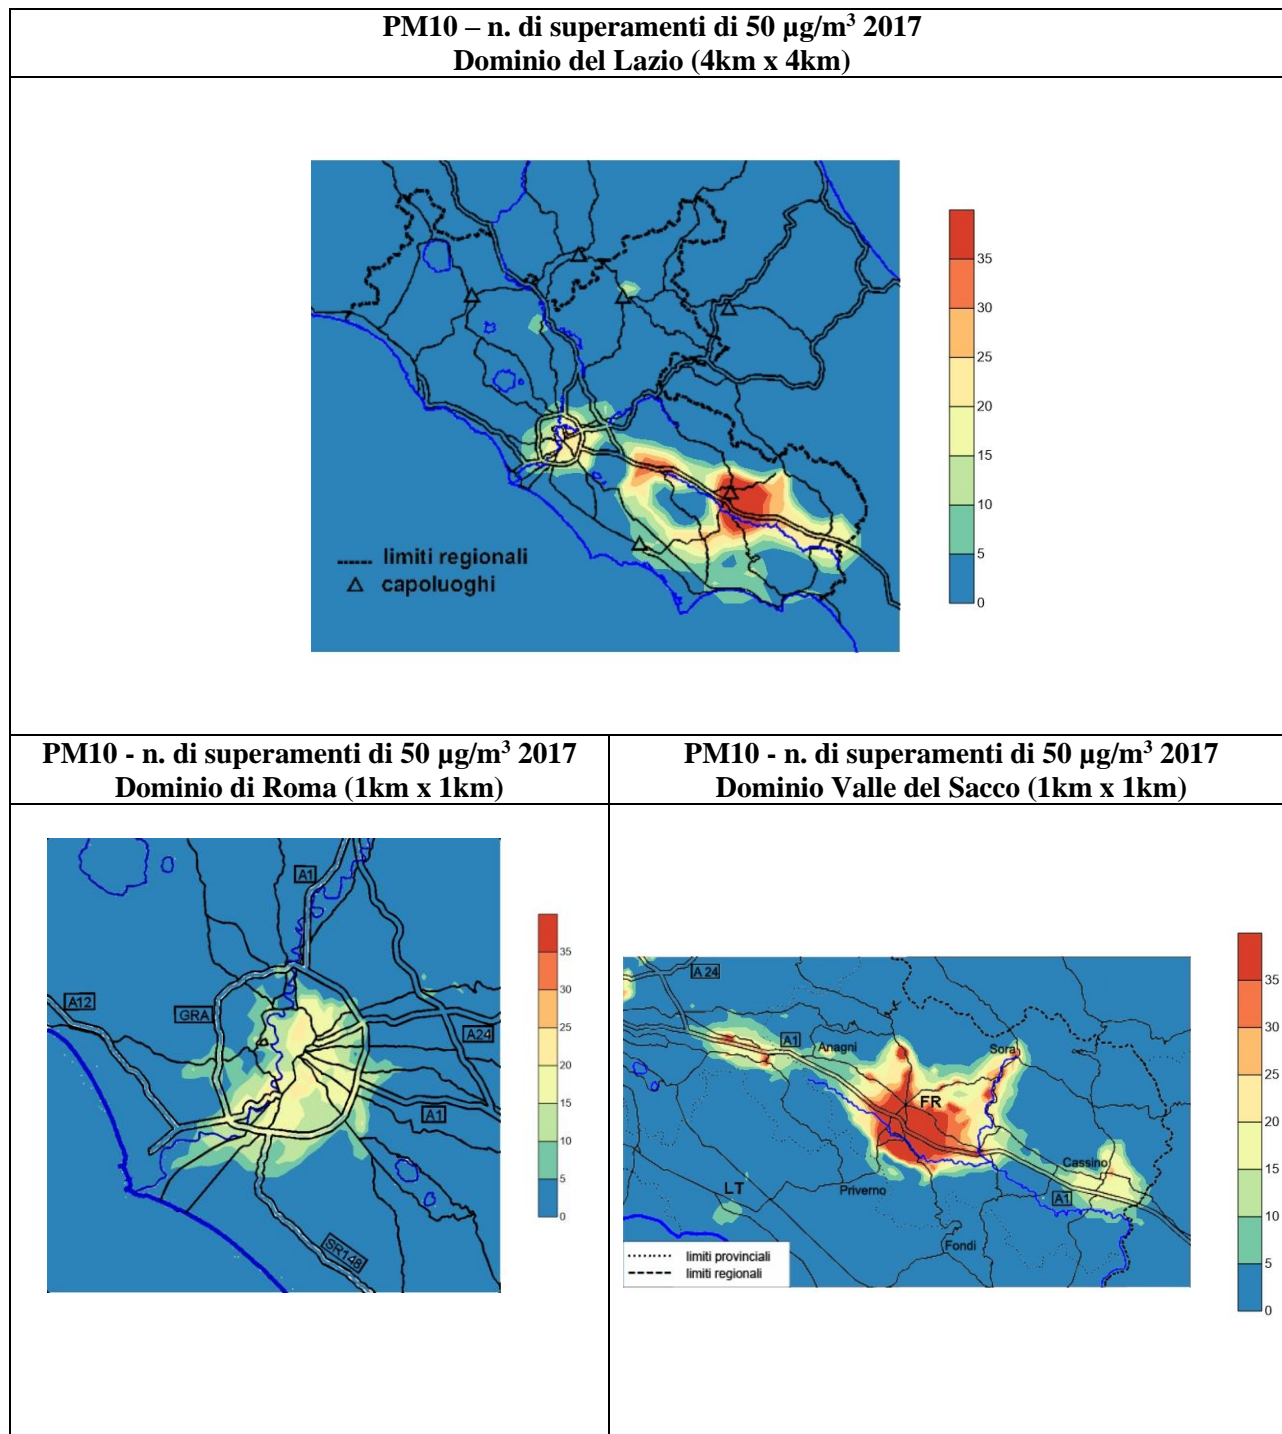 PM10 – n. di superamenti di 50 µg/m³ 2017
Dominio del Lazio (4km x 4km)
35
30
25
20
15
10
5
0
limiti regionali
capoluoghi
PM10 - n. di superamenti di 50 µg/m³ 2017
Dominio di Roma (1km x 1km)
A1
A12
GRA
A24
A1
SR148
35
30
25
20
15
10
5
0
PM10 - n. di superamenti di 50 µg/m³ 2017
Dominio Valle del Sacco (1km x 1km)
A 24
A1
Anagni
Sora
FR
Cassino
Priverno
LT
A1
Fondi
limiti provinciali
limiti regionali
35
30
25
20
15
10
5
0